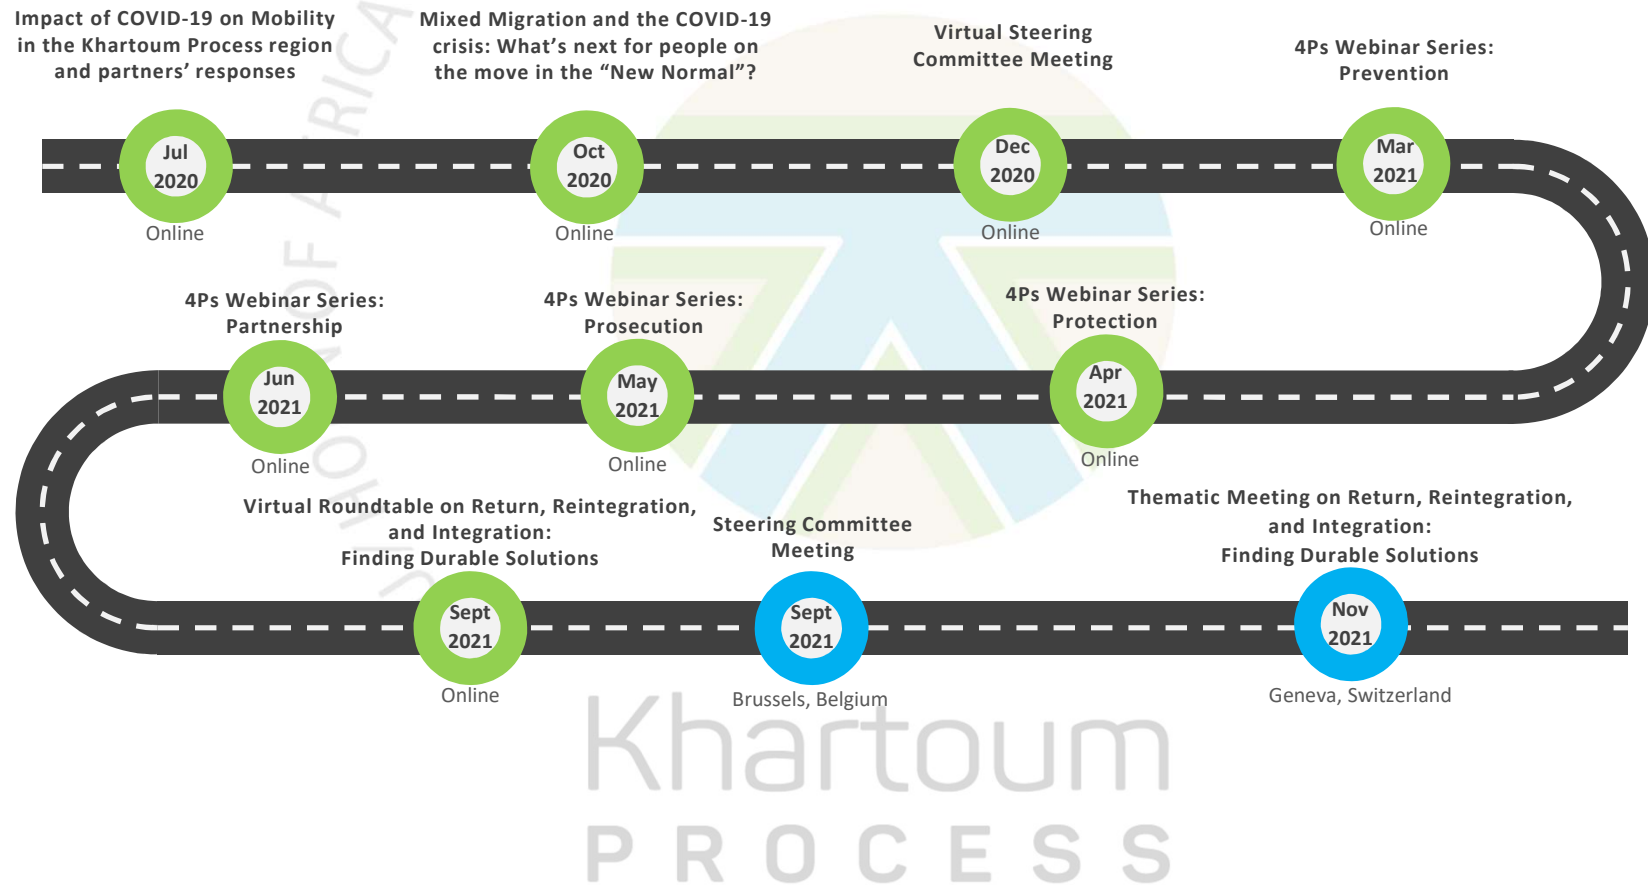 Impact of COVID-19 on Mobility
in the Khartoum Process region
and partners’ responses
Jul
2020
Online
Mixed Migration and the COVID-19
crisis: What’s next for people on
the move in the “New Normal”?
Oct
2020
Online
Virtual Steering
Committee Meeting
Dec
2020
Online
4Ps Webinar Series:
Prevention
Mar
2021
Online
4Ps Webinar Series:
Protection
Apr
2021
Online
4Ps Webinar Series:
Prosecution
May
2021
Online
4Ps Webinar Series:
Partnership
Jun
2021
Online
Virtual Roundtable on Return, Reintegration,
and Integration:
Finding Durable Solutions
Sept
2021
Online
Steering Committee
Meeting
Sept
2021
Brussels, Belgium
Thematic Meeting on Return, Reintegration,
and Integration:
Finding Durable Solutions
Nov
2021
Geneva, Switzerland
OF AFRICA
Khartoum
PROCESS